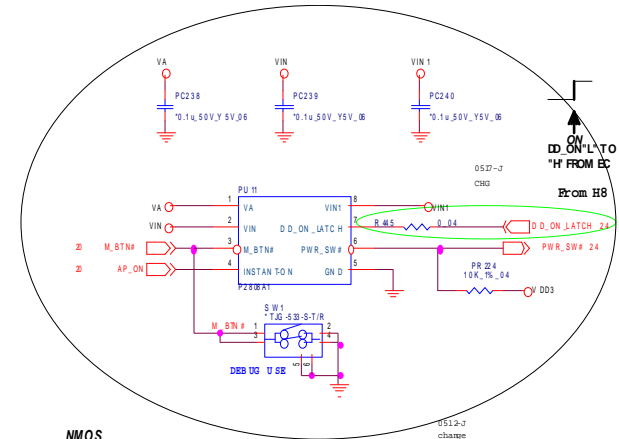 VA
VIN
VIN1
PC238
PC239
PC240
*0.1u_50V_Y5V_06
*0.1u_50V_Y5V_06
*0.1u_50V_Y5V_06
ON
DD_ON"L" TO
"H" FROM EC
From H8
0517-J
CHG
PU11
VA
1
VA
VIN1
8
VIN1
VIN
2
VIN
DD_ON_LATCH
7
R445
0_04
DD_ON_LATCH 24
20
M_BTN#
3
M_BTN#
PWR_SW#
6
PWR_SW# 24
20
AP_ON
4
INSTANT-ON
GND
5
P2808A1
PR224
10K_1%_04
VDD3
SW1
*TJG-533-S-T/R
M_BTN#
1
2
3
4
5
6
DEBUG USE
0512-J
change
NMOS